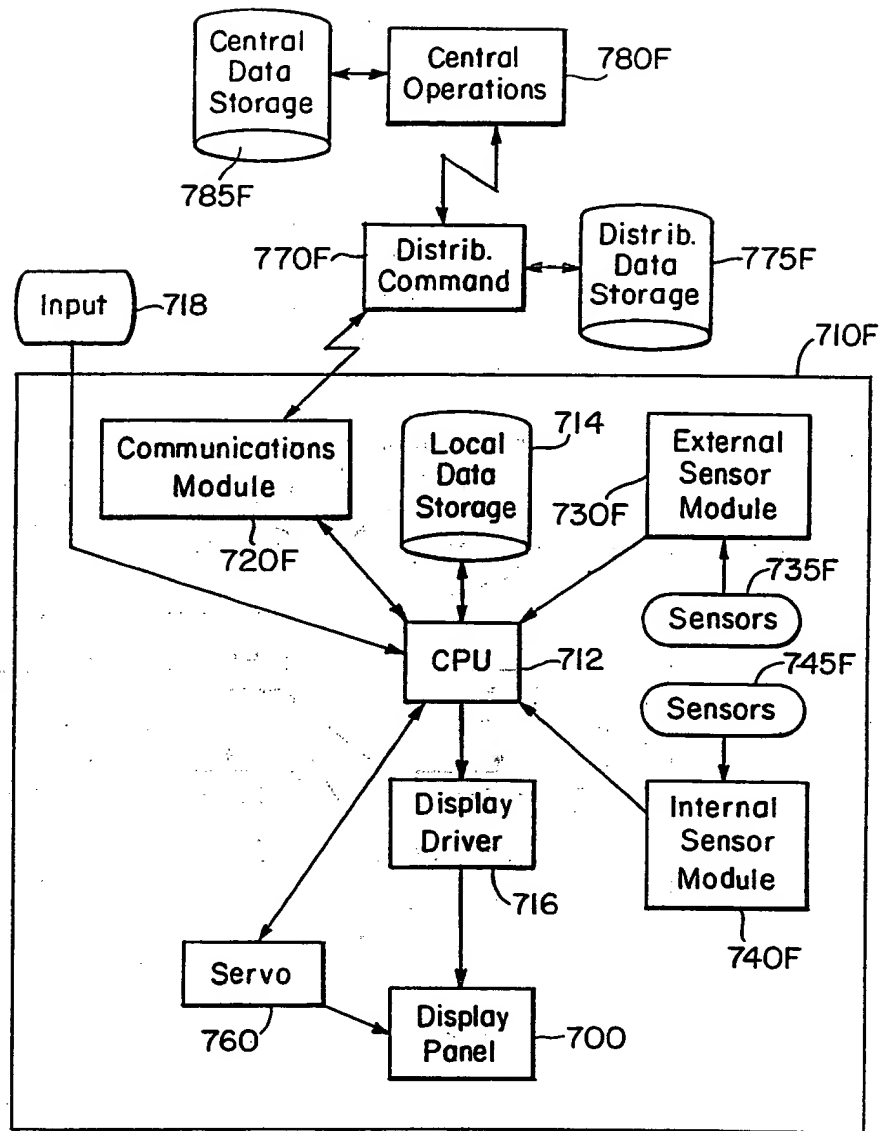 Central
Data
Storage
785F
Central
Operations
780F
770F
Distrib.
Command
Distrib.
Data
Storage
775F
Input
718
710F
Communications
Module
720F
Local
Data
Storage
714
External
Sensor
Module
730F
735F
Sensors
CPU
712
745F
Sensors
Display
Driver
716
Internal
Sensor
Module
740F
Servo
760
Display
Panel
700